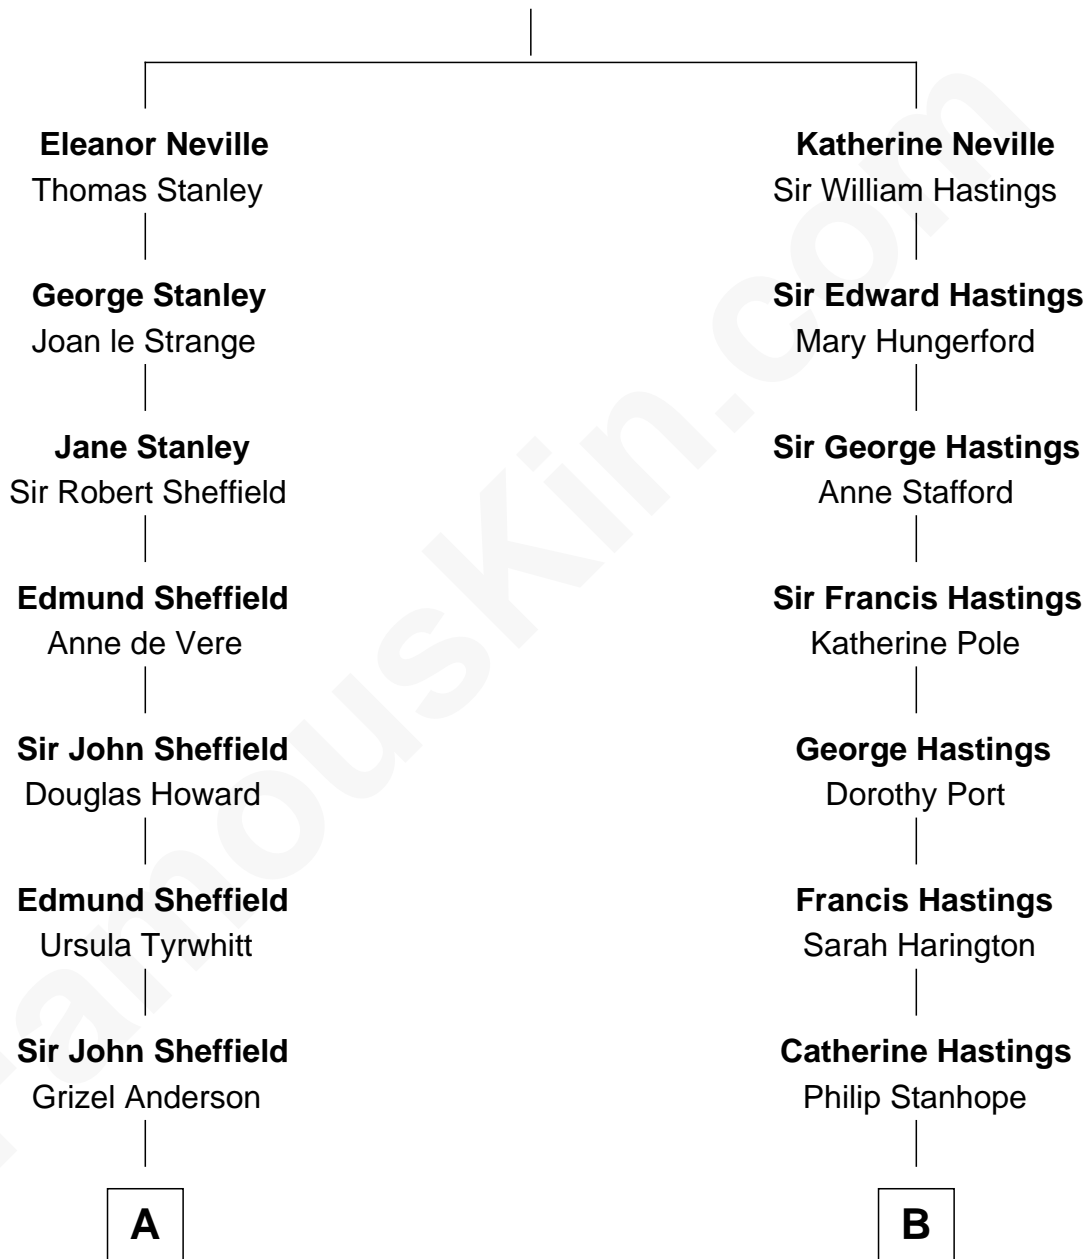 Eleanor Neville
Thomas Stanley
George Stanley
Joan le Strange
Jane Stanley
Sir Robert Sheffield
Edmund Sheffield
Anne de Vere
Sir John Sheffield
Douglas Howard
Edmund Sheffield
Ursula Tyrwhitt
Sir John Sheffield
Grizel Anderson
A
Katherine Neville
Sir William Hastings
Sir Edward Hastings
Mary Hungerford
Sir George Hastings
Anne Stafford
Sir Francis Hastings
Katherine Pole
George Hastings
Dorothy Port
Francis Hastings
Sarah Harington
Catherine Hastings
Philip Stanhope
B
FamousKin.com